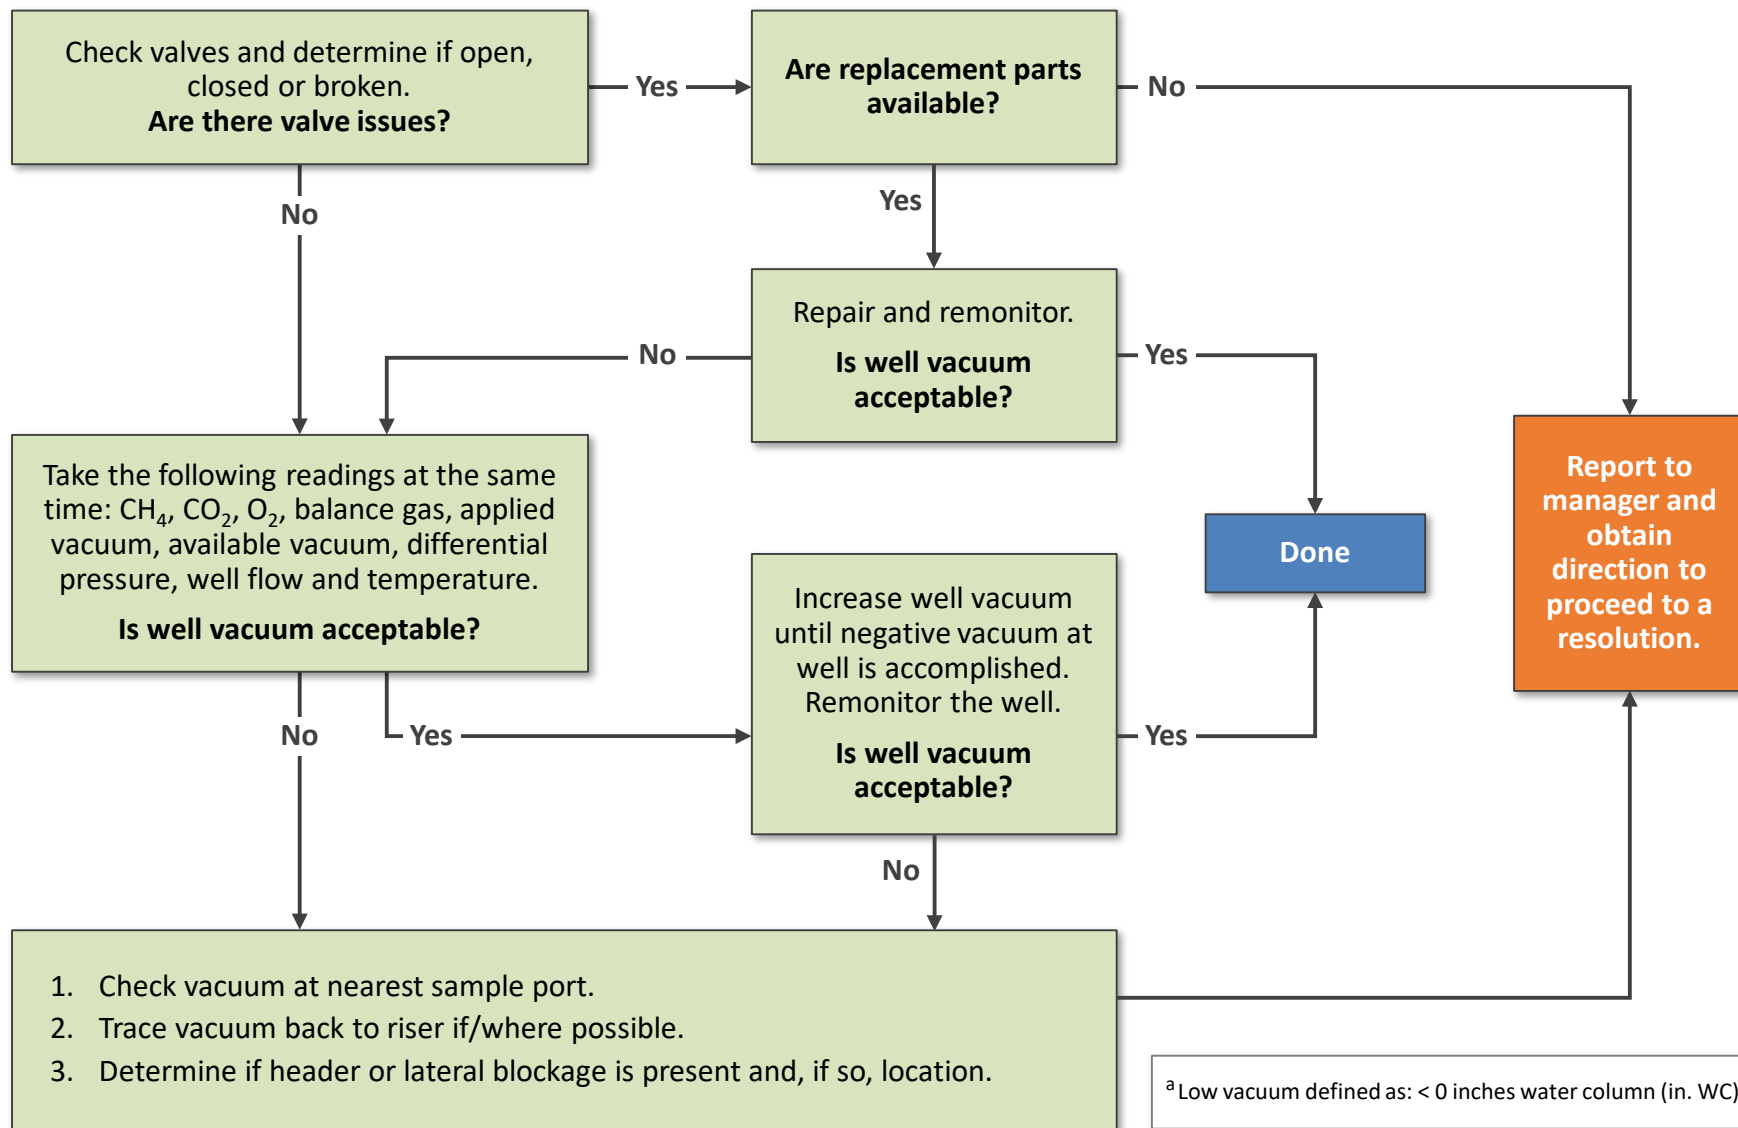 Check valves and determine if open,
closed or broken.
Are there valve issues?
Yes
Are replacement parts
available?
No
No
Yes
Repair and remonitor.
Is well vacuum
acceptable?
No
Yes
Take the following readings at the same
time: CH₄, CO₂, O₂, balance gas, applied
vacuum, available vacuum, differential
pressure, well flow and temperature.
Is well vacuum acceptable?
Done
Report to
manager and
obtain
direction to
proceed to a
resolution.
Increase well vacuum
until negative vacuum at
well is accomplished.
Remonitor the well.
Is well vacuum
acceptable?
No
Yes
Yes
No
1. Check vacuum at nearest sample port.
2. Trace vacuum back to riser if/where possible.
3. Determine if header or lateral blockage is present and, if so, location.
ᵃ Low vacuum defined as: < 0 inches water column (in. WC)